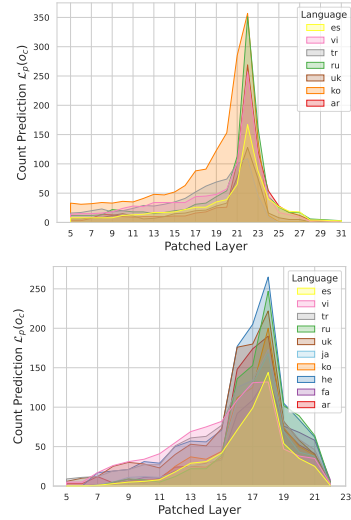 Language
es
vi
tr
ru
uk
ko
ar
350
300
250
200
150
100
50
0
Count Prediction ℒₚ(o_C)
5 7 9 11 13 15 17 19 21 23 25 27 29 31
Patched Layer
Language
es
vi
tr
ru
uk
ja
ko
he
fa
ar
250
200
150
100
50
0
Count Prediction ℒₚ(o_C)
5 7 9 11 13 15 17 19 21 23
Patched Layer